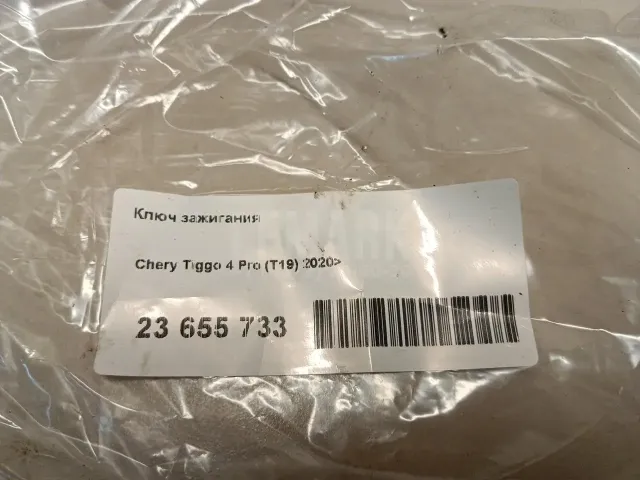 Ключ зажигания
Chery Tiggo 4 Pro (T19) 2020>
23 655 733